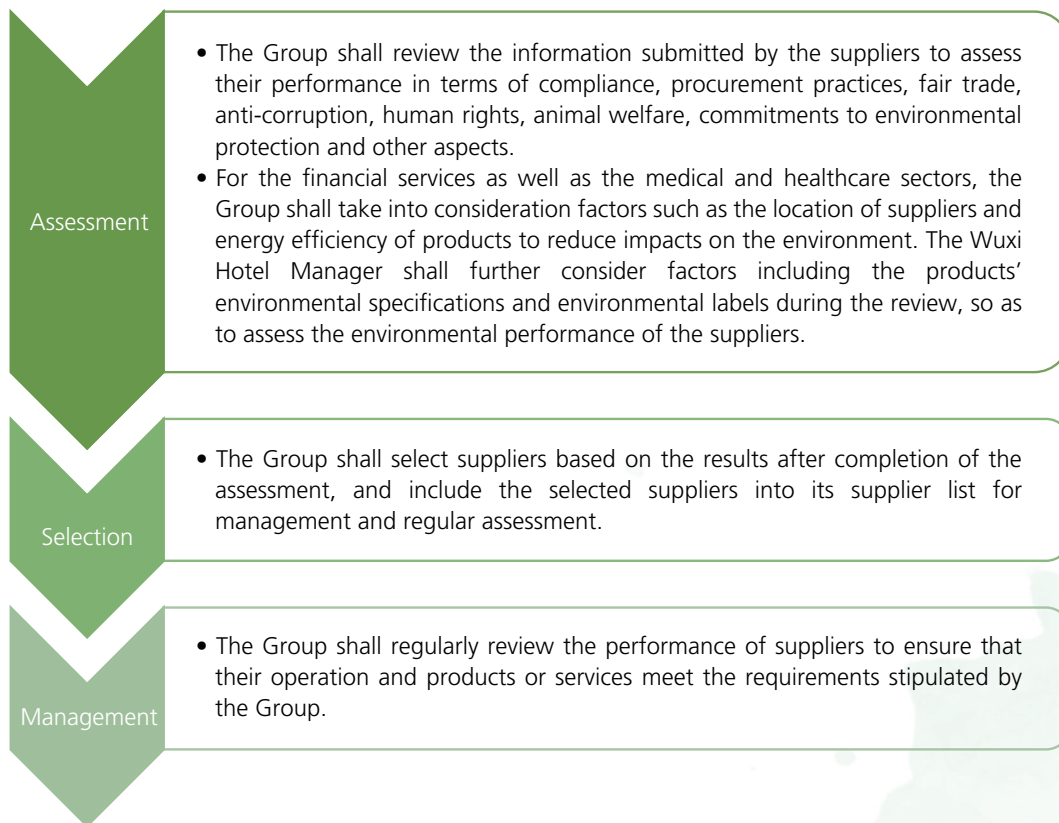 Assessment
• The Group shall review the information submitted by the suppliers to assess
their performance in terms of compliance, procurement practices, fair trade,
anti-corruption, human rights, animal welfare, commitments to environmental
protection and other aspects.
• For the financial services as well as the medical and healthcare sectors, the
Group shall take into consideration factors such as the location of suppliers and
energy efficiency of products to reduce impacts on the environment. The Wuxi
Hotel Manager shall further consider factors including the products’
environmental specifications and environmental labels during the review, so as
to assess the environmental performance of the suppliers.
Selection
• The Group shall select suppliers based on the results after completion of the
assessment, and include the selected suppliers into its supplier list for
management and regular assessment.
Management
• The Group shall regularly review the performance of suppliers to ensure that
their operation and products or services meet the requirements stipulated by
the Group.